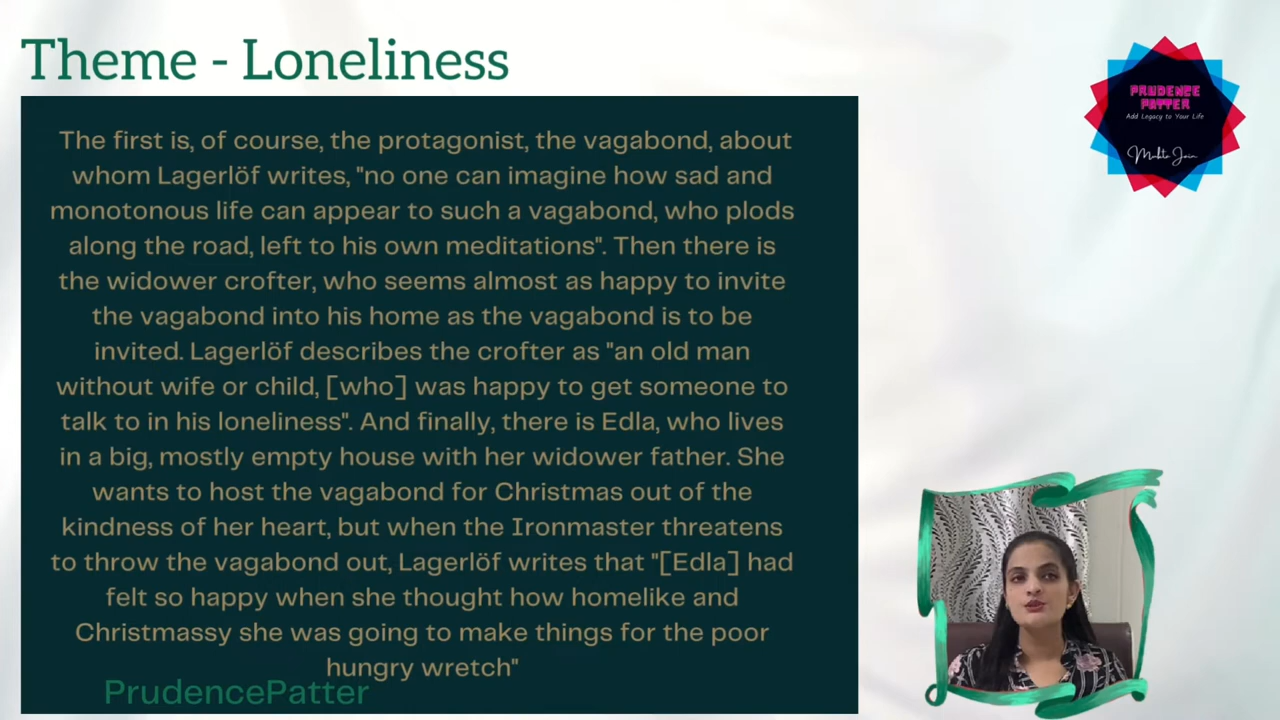 Theme - Loneliness
The first is, of course, the protagonist, the vagabond, about
whom Lagerlöf writes, "no one can imagine how sad and
monotonous life can appear to such a vagabond, who plods
along the road, left to his own meditations". Then there is
the widower crofter, who seems almost as happy to invite
the vagabond into his home as the vagabond is to be
invited. Lagerlöf describes the crofter as "an old man
without wife or child, [who] was happy to get someone to
talk to in his loneliness". And finally, there is Edla, who lives
in a big, mostly empty house with her widower father. She
wants to host the vagabond for Christmas out of the
kindness of her heart, but when the Ironmaster threatens
to throw the vagabond out, Lagerlöf writes that "[Edla] had
felt so happy when she thought how homelike and
Christmassy she was going to make things for the poor
hungry wretch"
PrudencePatter
PRUDENCE
PATTER
Add Legacy to Your Life